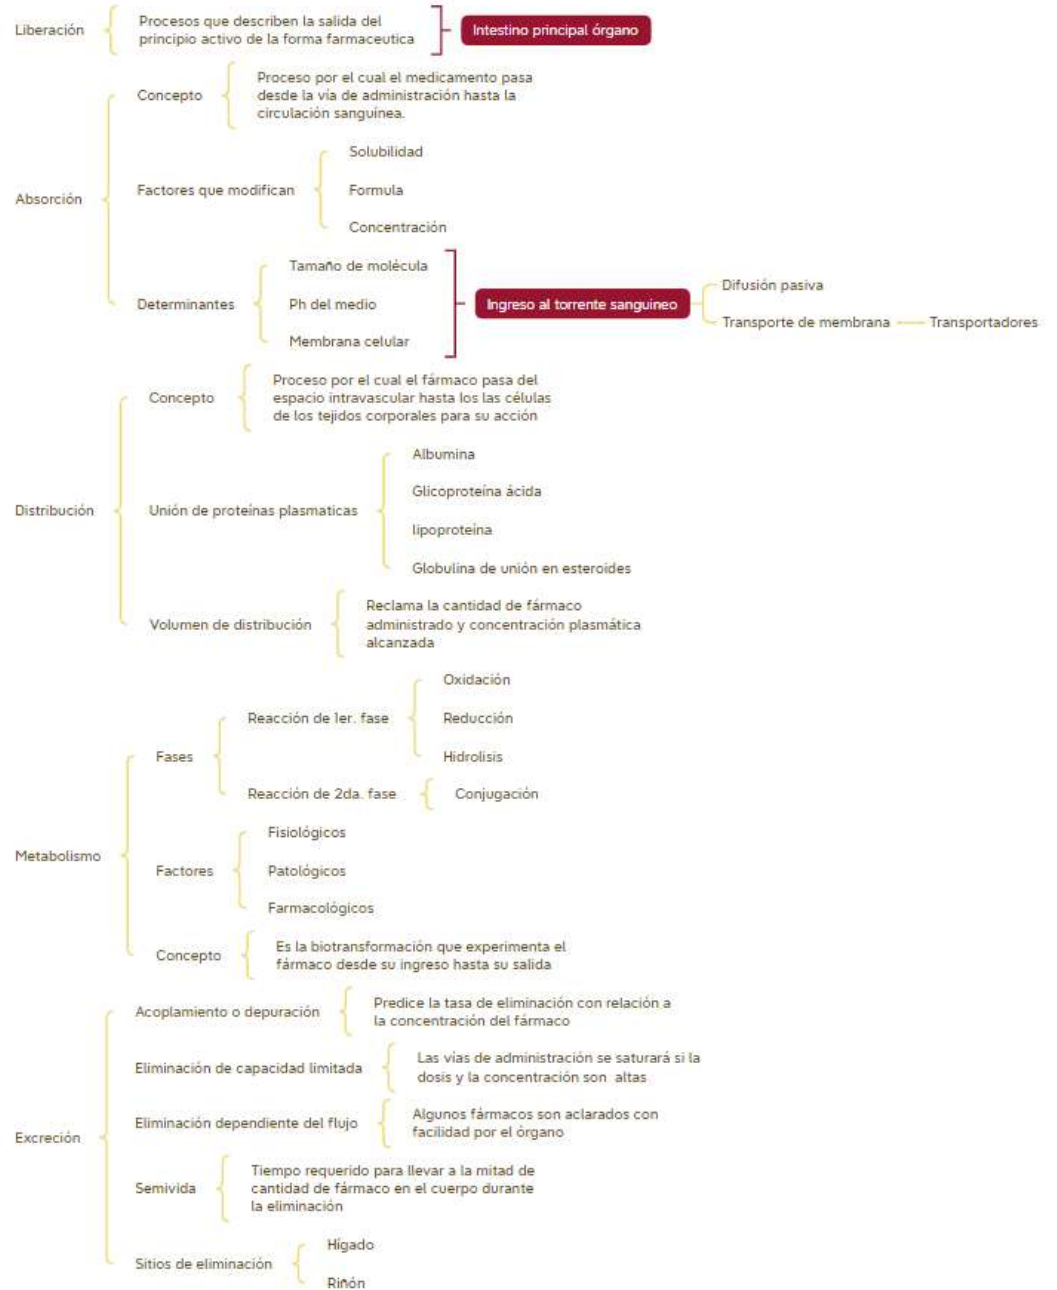 Liberación
Procesos que describen la salida del
principio activo de la forma farmaceutica
Intestino principal órgano
Absorción
Concepto
Proceso por el cual el medicamento pasa
desde la vía de administración hasta la
circulación sanguínea.
Factores que modifican
Solubilidad
Formula
Concentración
Determinantes
Tamaño de molécula
Ph del medio
Membrana celular
Ingreso al torrente sanguineo
Difusión pasiva
Transporte de membrana
Transportadores
Distribución
Concepto
Proceso por el cual el fármaco pasa del
espacio intravascular hasta los las células
de los tejidos corporales para su acción
Unión de proteínas plasmaticas
Albumina
Glicoproteína ácida
lipoproteína
Globulina de unión en esteroides
Volumen de distribución
Reclama la cantidad de fármaco
administrado y concentración plasmática
alcanzada
Metabolismo
Fases
Reacción de 1er. fase
Oxidación
Reducción
Hidrolisis
Reacción de 2da. fase
Conjugación
Factores
Fisiológicos
Patológicos
Farmacológicos
Concepto
Es la biotransformación que experimenta el
fármaco desde su ingreso hasta su salida
Excreción
Acoplamiento o depuración
Predice la tasa de eliminación con relación a
la concentración del fármaco
Eliminación de capacidad limitada
Las vías de administración se saturará si la
dosis y la concentración son altas
Eliminación dependiente del flujo
Algunos fármacos son aclarados con
facilidad por el órgano
Semivida
Tiempo requerido para llevar a la mitad de
cantidad de fármaco en el cuerpo durante
la eliminación
Sitios de eliminación
Hígado
Riñón